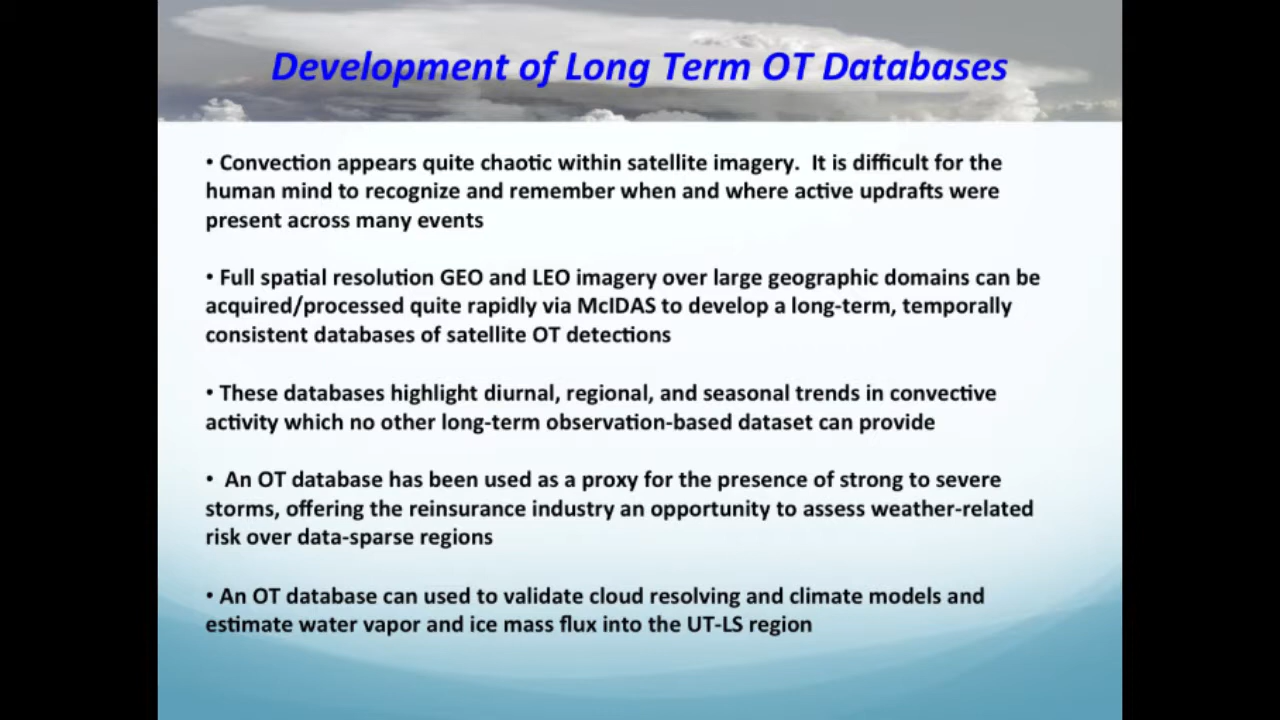 Development of Long Term OT Databases
• Convection appears quite chaotic within satellite imagery.  It is difficult for the
human mind to recognize and remember when and where active updrafts were
present across many events
• Full spatial resolution GEO and LEO imagery over large geographic domains can be
acquired/processed quite rapidly via McIDAS to develop a long-term, temporally
consistent databases of satellite OT detections
• These databases highlight diurnal, regional, and seasonal trends in convective
activity which no other long-term observation-based dataset can provide
•  An OT database has been used as a proxy for the presence of strong to severe
storms, offering the reinsurance industry an opportunity to assess weather-related
risk over data-sparse regions
• An OT database can used to validate cloud resolving and climate models and
estimate water vapor and ice mass flux into the UT-LS region